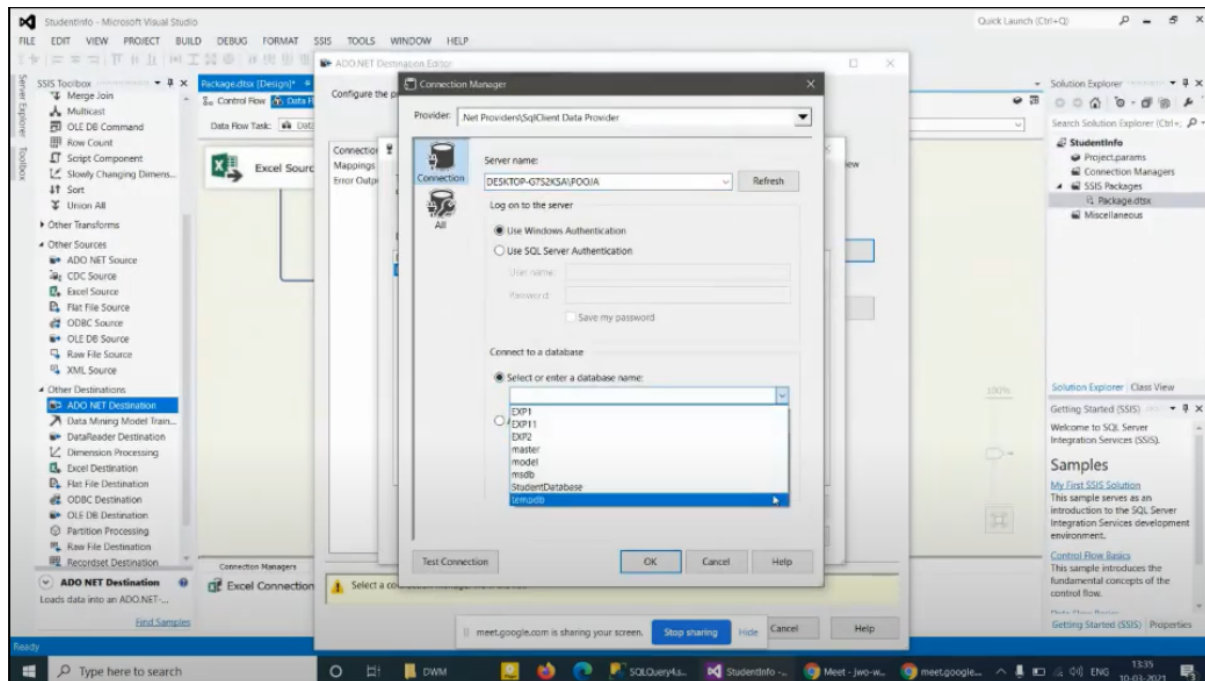 StudentInfo - Microsoft Visual Studio
Quick Launch (Ctrl+Q)
FILE EDIT VIEW PROJECT BUILD DEBUG FORMAT SSIS TOOLS WINDOW HELP
Server Explorer
Toolbox
SSIS Toolbox
Merge Join
Multicast
OLE DB Command
Row Count
Script Component
Slowly Changing Dimens...
Sort
Union All
Other Transforms
Other Sources
ADO NET Source
CDC Source
Excel Source
Flat File Source
ODBC Source
OLE DB Source
Raw File Source
XML Source
Other Destinations
ADO NET Destination
Data Mining Model Train...
DataReader Destination
Dimension Processing
Excel Destination
Flat File Destination
ODBC Destination
OLE DB Destination
Partition Processing
Raw File Destination
Recordset Destination
ADO NET Destination
Loads data into an ADO.NET-...
Find Samples
Package.dtsx [Design]*
Control Flow
Data Flow Task:
Excel Sourc
Connection Managers
Excel Connection
ADO.NET Destination Editor
Configure the p
Connection
Mappings
Error Outp
Select a co
Cancel
Help
Connection Manager
Provider: .Net Providers\SqlClient Data Provider
Connection
All
Server name:
DESKTOP-G7S2KSA\POOJA
Refresh
Log on to the server
Use Windows Authentication
Use SQL Server Authentication
User name:
Password:
Save my password
Connect to a database
Select or enter a database name:
EXP1
EXP11
EXP2
master
model
msdb
StudentDatabase
tempdb
Test Connection
OK
Cancel
Help
100%
Solution Explorer
Search Solution Explorer (Ctrl+;
StudentInfo
Project.params
Connection Managers
SSIS Packages
Package.dtsx
Miscellaneous
Solution Explorer Class View
Getting Started (SSIS)
Welcome to SQL Server
Integration Services (SSIS).
Samples
My First SSIS Solution
This sample serves as an
introduction to the SQL Server
Integration Services development
environment.
Control Flow Basics
This sample introduces the
fundamental concepts of the
control flow.
Getting Started (SSIS) Properties
meet.google.com is sharing your screen.
Stop sharing
Hide
Ready
Type here to search
DWM
SQLQuery4.s...
StudentInfo -...
Meet - jwo-w...
meet.google...
ENG
13:35
10-03-2021